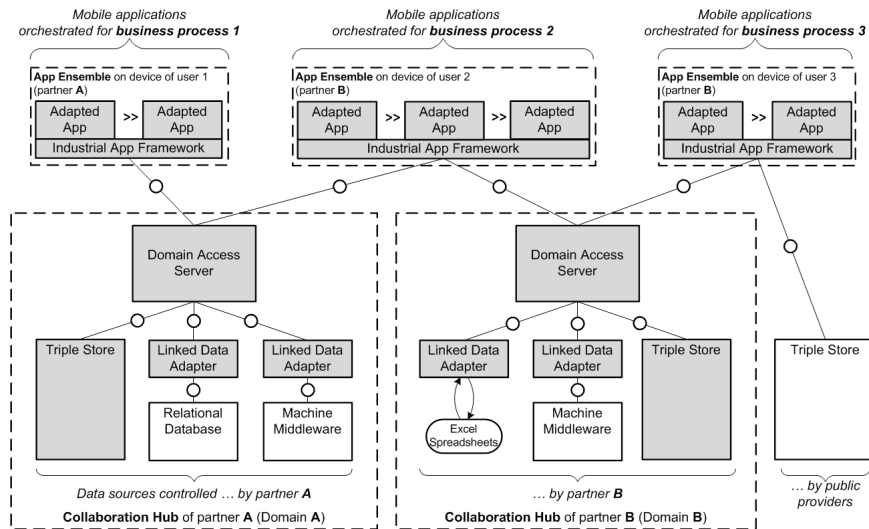 Mobile applications
orchestrated for business process 1
Mobile applications
orchestrated for business process 2
Mobile applications
orchestrated for business process 3
App Ensemble on device of user 1
(partner A)
Adapted
App
>>
Adapted
App
Industrial App Framework
App Ensemble on device of user 2
(partner B)
Adapted
App
>>
Adapted
App
>>
Adapted
App
Industrial App Framework
App Ensemble on device of user 3
(partner B)
Adapted
App
>>
Adapted
App
Industrial App Framework
Domain Access
Server
Domain Access
Server
Triple Store
Linked Data
Adapter
Linked Data
Adapter
Relational
Database
Machine
Middleware
Linked Data
Adapter
Linked Data
Adapter
Triple Store
Excel
Spreadsheets
Machine
Middleware
Triple Store
Data sources controlled ... by partner A
... by partner B
... by public
providers
Collaboration Hub of partner A (Domain A)
Collaboration Hub of partner B (Domain B)